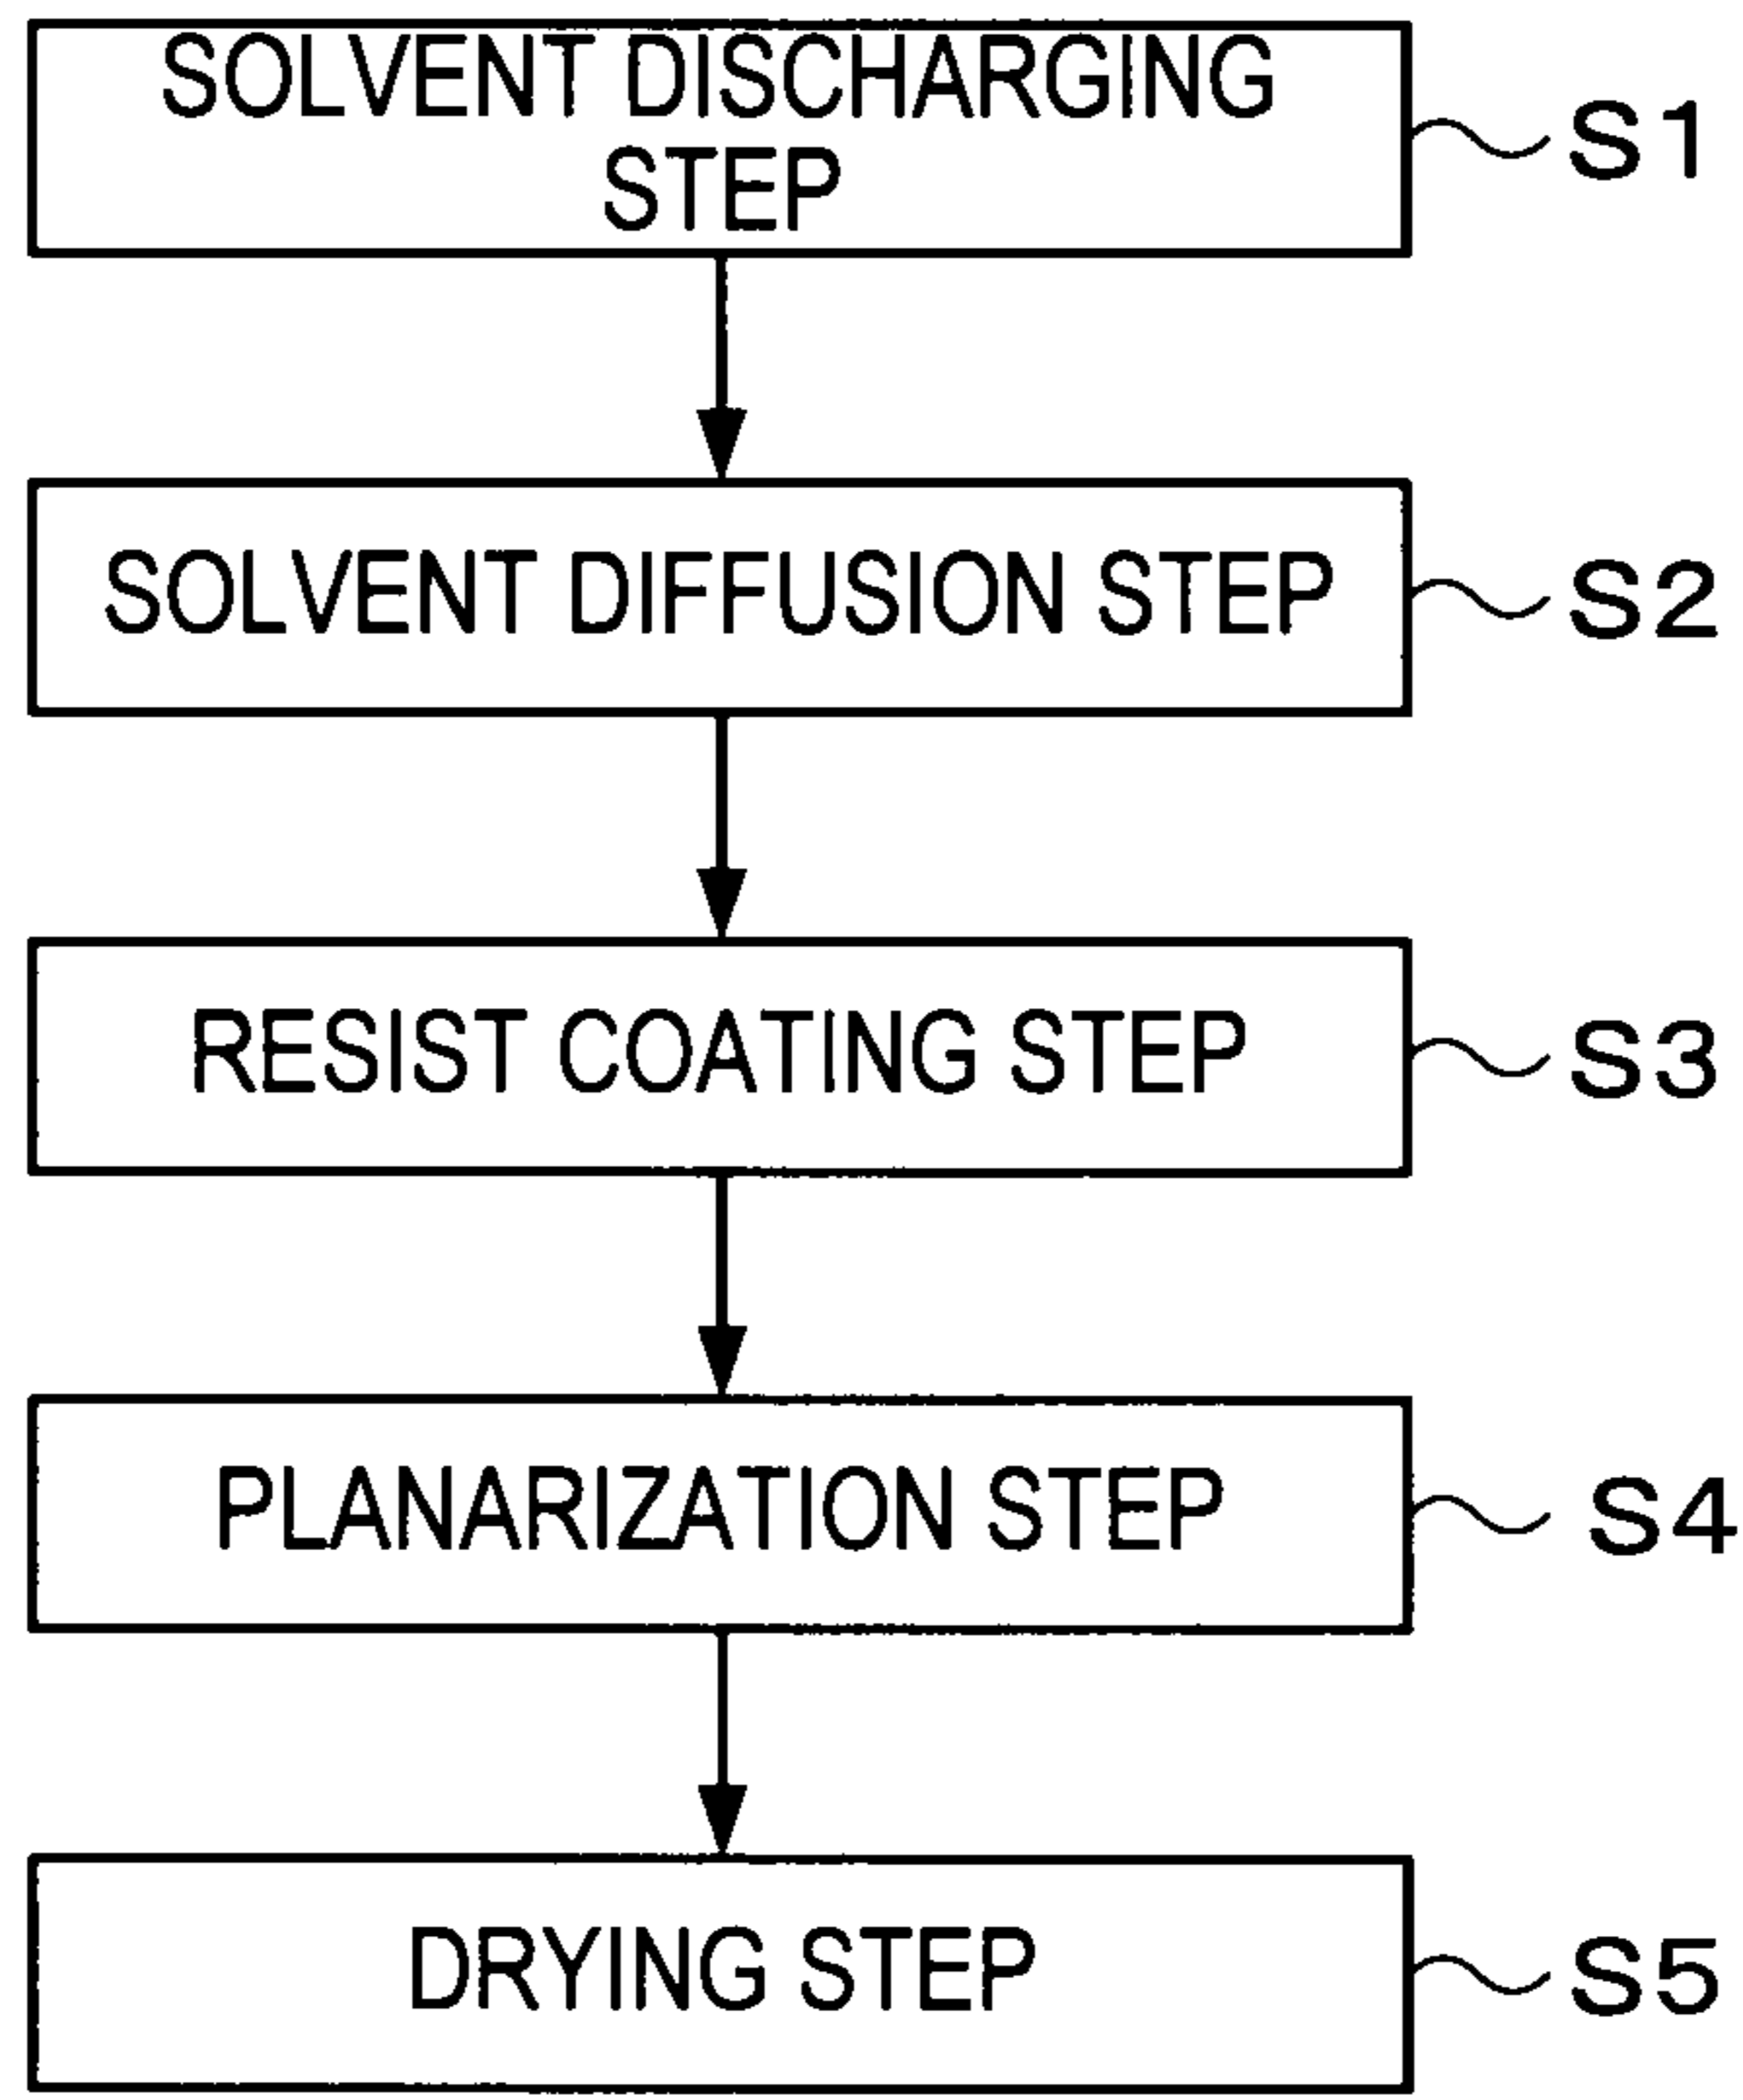 SOLVENT DISCHARGING
STEP
S1
SOLVENT DIFFUSION STEP
S2
RESIST COATING STEP
S3
PLANARIZATION STEP
S4
DRYING STEP
S5